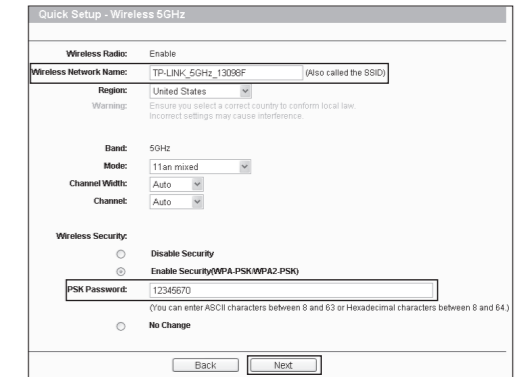 Quick Setup - Wireless 5GHz
Wireless Radio: Enable
Wireless Network Name: TP-LINK_5GHz_13098F (Also called the SSID)
Region: United States
Warning: Ensure you select a correct country to conform local law.
Incorrect settings may cause interference.
Band: 5GHz
Mode: 11an mixed
Channel Width: Auto
Channel: Auto
Wireless Security:
Disable Security
Enable Security(WPA-PSK/WPA2-PSK)
PSK Password: 12345670
(You can enter ASCII characters between 8 and 63 or Hexadecimal characters between 8 and 64.)
No Change
Back Next